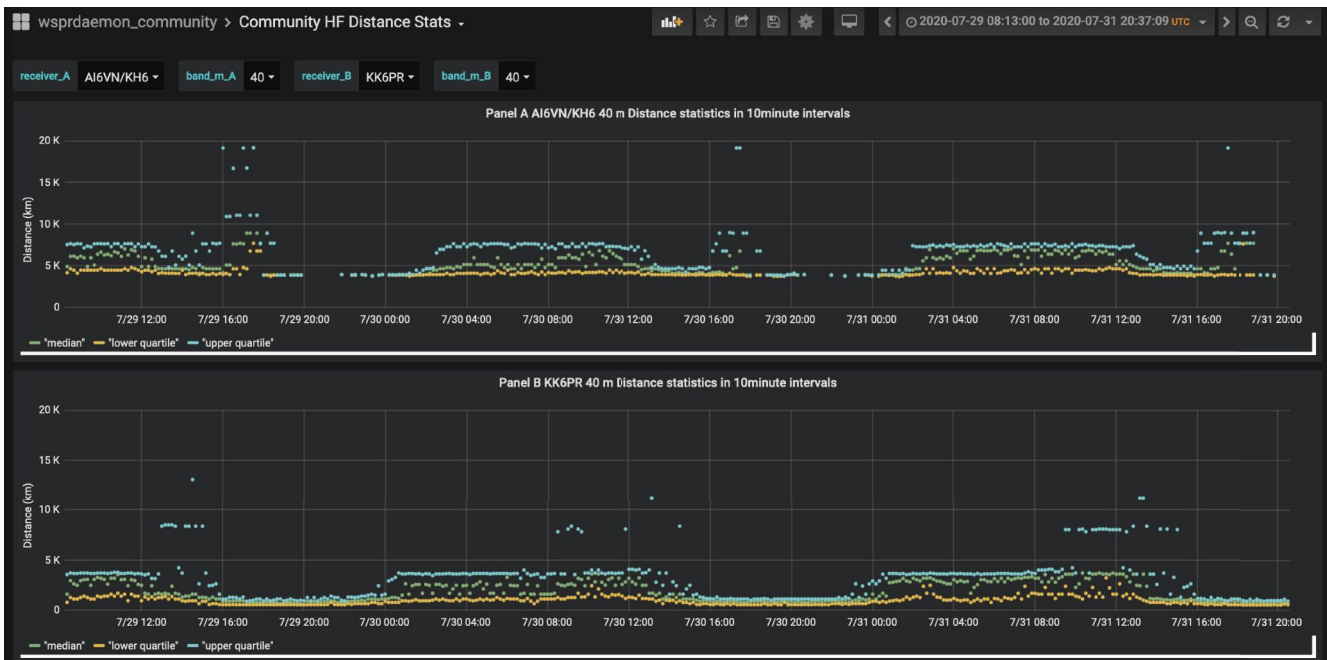 wsprdaemon_community > Community HF Distance Stats
2020-07-29 08:13:00 to 2020-07-31 20:37:09 UTC
receiver_A AI6VN/KH6 band_m_A 40 receiver_B KK6PR band_m_B 40
Panel A AI6VN/KH6 40 m Distance statistics in 10minute intervals
Distance (km)
20 K
15 K
10 K
5 K
0
7/29 12:00 7/29 16:00 7/29 20:00 7/30 00:00 7/30 04:00 7/30 08:00 7/30 12:00 7/30 16:00 7/30 20:00 7/31 00:00 7/31 04:00 7/31 08:00 7/31 12:00 7/31 16:00 7/31 20:00
"median" "lower quartile" "upper quartile"
Panel B KK6PR 40 m Distance statistics in 10minute intervals
Distance (km)
20 K
15 K
10 K
5 K
0
7/29 12:00 7/29 16:00 7/29 20:00 7/30 00:00 7/30 04:00 7/30 08:00 7/30 12:00 7/30 16:00 7/30 20:00 7/31 00:00 7/31 04:00 7/31 08:00 7/31 12:00 7/31 16:00 7/31 20:00
"median" "lower quartile" "upper quartile"